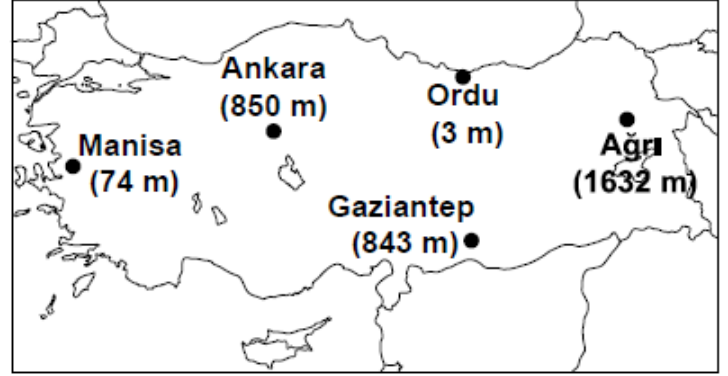 Ankara
(850 m)
Ordu
(3 m)
Manisa
(74 m)
Ağrı
(1632 m)
Gaziantep
(843 m)